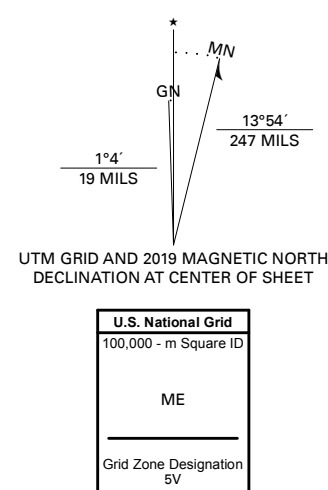 ★
MN
GN
13°54´
247 MILS
1°4´
19 MILS
UTM GRID AND 2019 MAGNETIC NORTH
DECLINATION AT CENTER OF SHEET
U.S. National Grid
100,000 - m Square ID
ME
Grid Zone Designation
5V